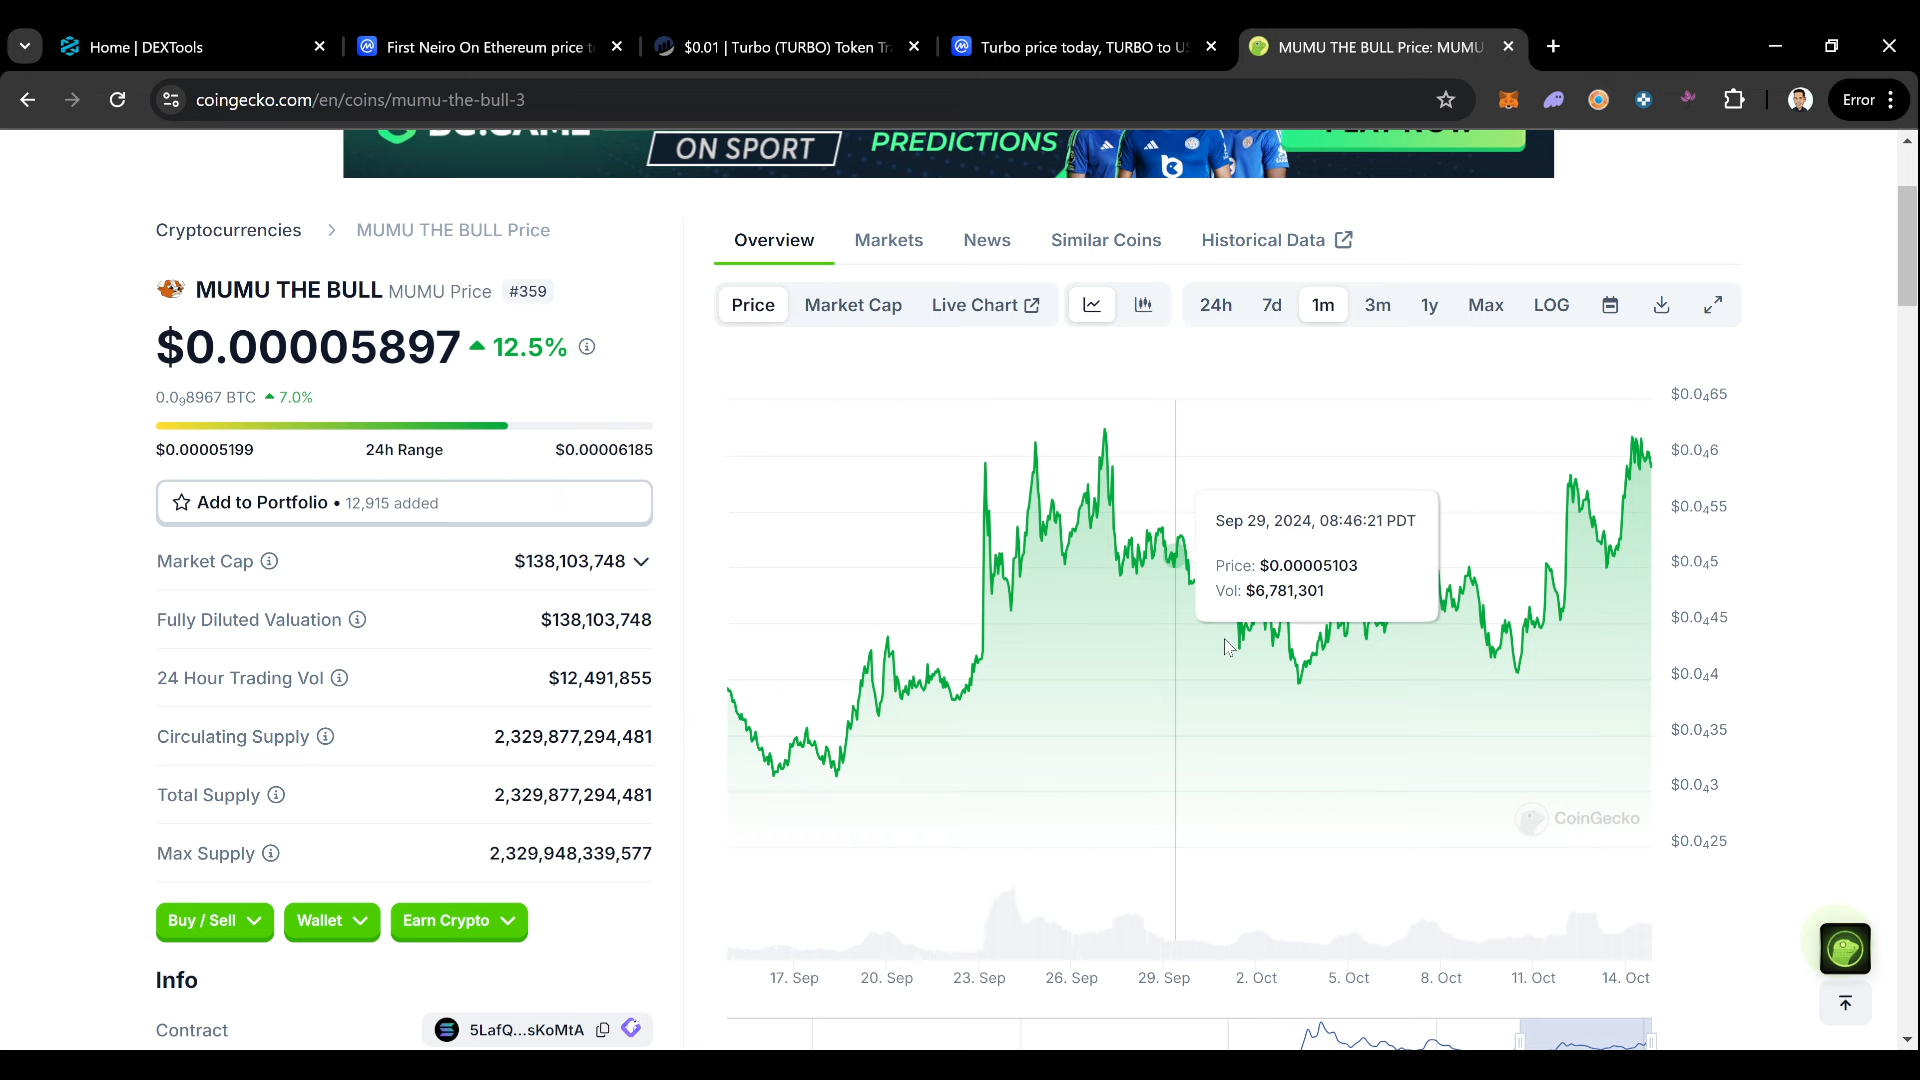 Home | DEXTools
First Neiro On Ethereum price t
$0.01 | Turbo (TURBO) Token Tr
Turbo price today, TURBO to U
MUMU THE BULL Price: MUMU
coingecko.com/en/coins/mumu-the-bull-3
Error
BC.GAME
ON SPORT
PREDICTIONS
PLAY NOW
Cryptocurrencies
MUMU THE BULL Price
MUMU THE BULL MUMU Price #359
$0.00005897 12.5%
0.0₉8967 BTC 7.0%
$0.00005199 24h Range $0.00006185
Add to Portfolio • 12,915 added
Market Cap $138,103,748
Fully Diluted Valuation $138,103,748
24 Hour Trading Vol $12,491,855
Circulating Supply 2,329,877,294,481
Total Supply 2,329,877,294,481
Max Supply 2,329,948,339,577
Buy / Sell Wallet Earn Crypto
Info
Contract 5LafQ...sKoMtA
Overview Markets News Similar Coins Historical Data
Price Market Cap Live Chart 24h 7d 1m 3m 1y Max LOG
$0.0₄65
$0.0₄6
$0.0₄55
$0.0₄5
$0.0₄45
$0.0₄4
$0.0₄35
$0.0₄3
$0.0₄25
Sep 29, 2024, 08:46:21 PDT
Price: $0.00005103
Vol: $6,781,301
CoinGecko
17. Sep 20. Sep 23. Sep 26. Sep 29. Sep 2. Oct 5. Oct 8. Oct 11. Oct 14. Oct